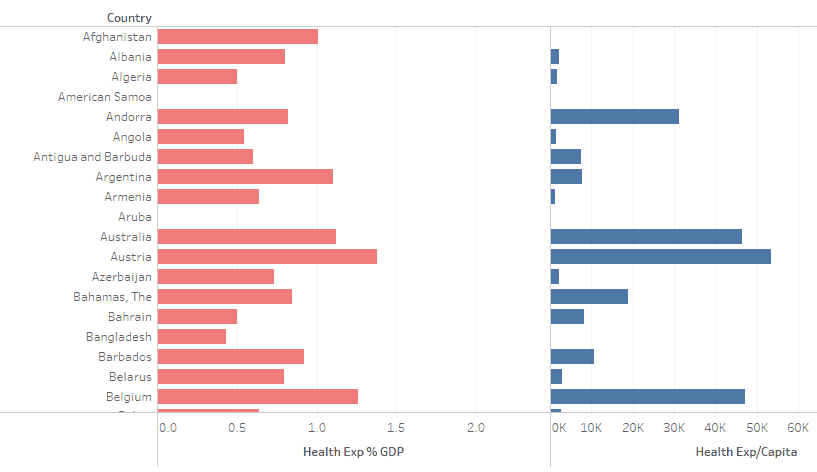 Country
Afghanistan
Albania
Algeria
American Samoa
Andorra
Angola
Antigua and Barbuda
Argentina
Armenia
Aruba
Australia
Austria
Azerbaijan
Bahamas, The
Bahrain
Bangladesh
Barbados
Belarus
Belgium
0.0 0.5 1.0 1.5 2.0 0K 10K 20K 30K 40K 50K 60K
Health Exp % GDP Health Exp/Capita